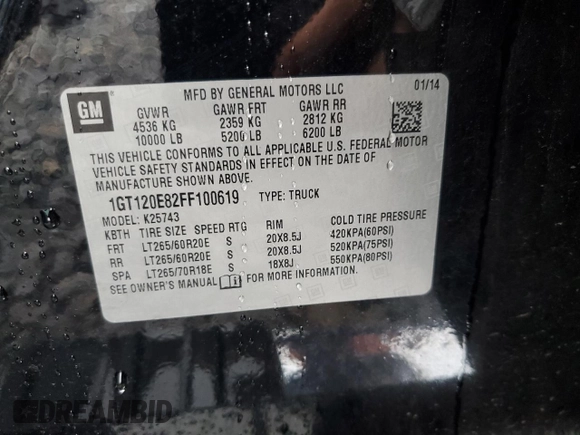 GM
MFD BY GENERAL MOTORS LLC 01/14
GVWR GAWR FRT GAWR RR
4536 KG 2359 KG 2812 KG
10000 LB 5200 LB 6200 LB
THIS VEHICLE CONFORMS TO ALL APPLICABLE U.S. FEDERAL MOTOR
VEHICLE SAFETY STANDARDS IN EFFECT ON THE DATE OF
MANUFACTURE SHOWN ABOVE.
1GT120E82FF100619 TYPE: TRUCK
MODEL: K25743
KBTH TIRE SIZE SPEED RTG RIM COLD TIRE PRESSURE
FRT LT265/60R20E S 20X8.5J 420KPA(60PSI)
RR LT265/60R20E S 20X8.5J 520KPA(75PSI)
SPA LT265/70R18E S 18X8J 550KPA(80PSI)
SEE OWNER'S MANUAL FOR MORE INFORMATION.
DREAMBID